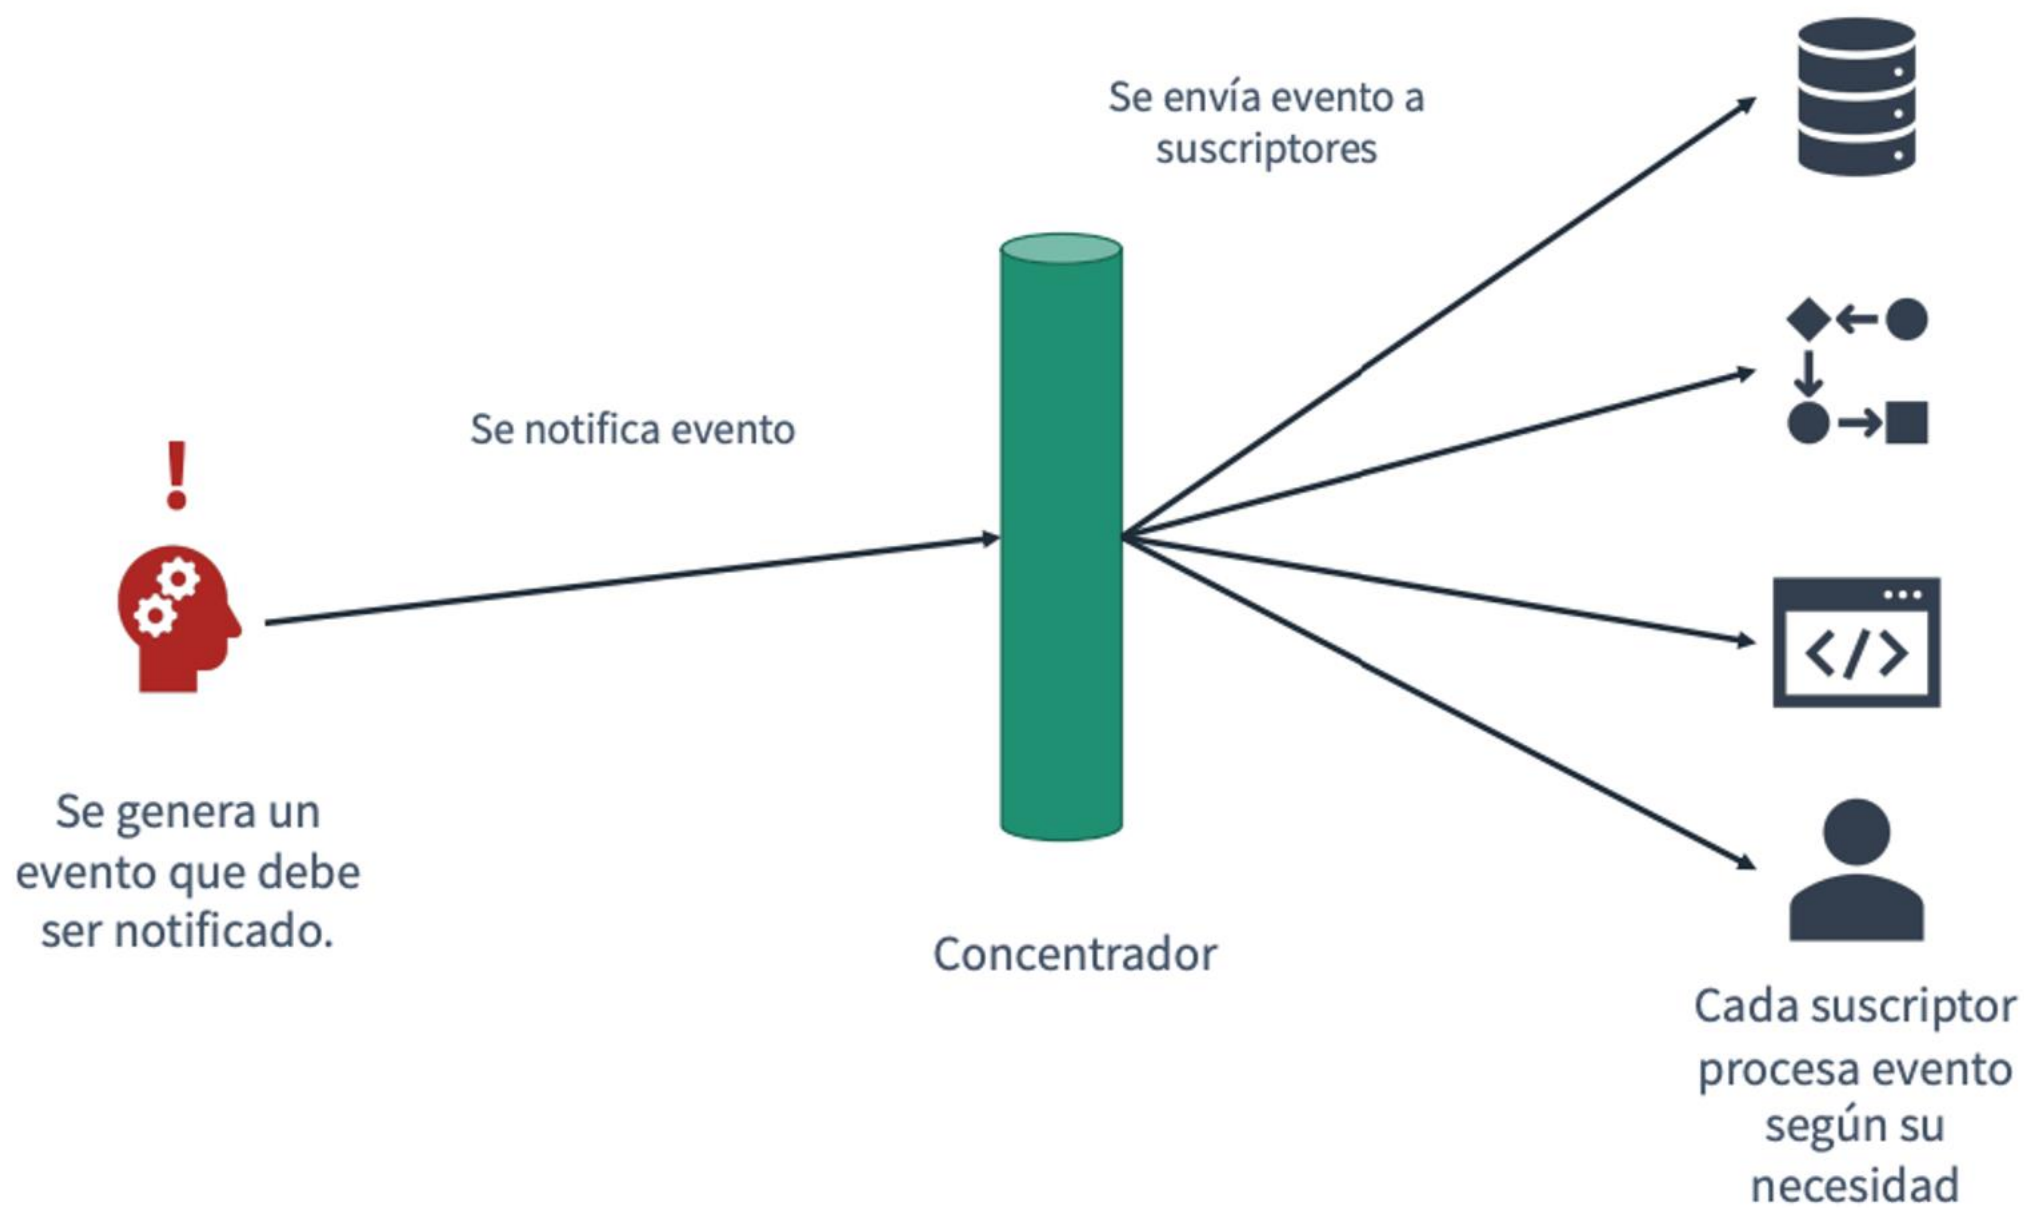 Se envía evento a
suscriptores
Se notifica evento
!
Se genera un
evento que debe
ser notificado.
Concentrador
</>
Cada suscriptor
procesa evento
según su
necesidad